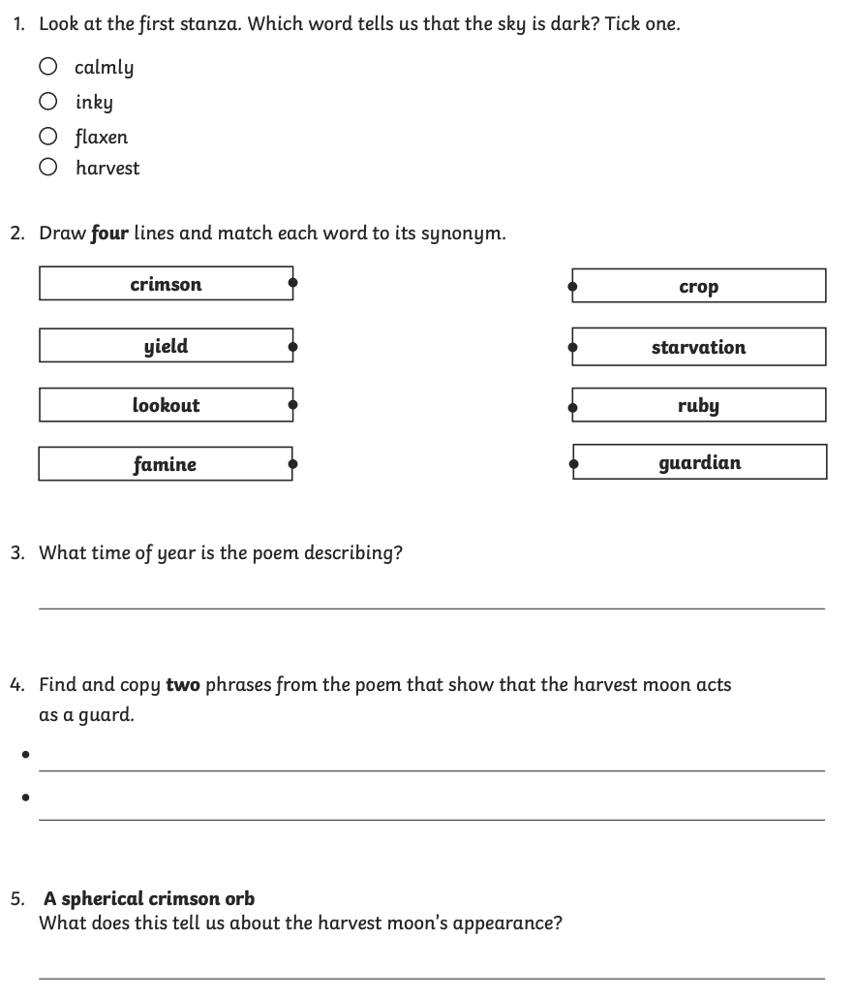 1. Look at the first stanza. Which word tells us that the sky is dark? Tick one.
calmly
inky
flaxen
harvest
2. Draw four lines and match each word to its synonym.
crimson
crop
yield
starvation
lookout
ruby
famine
guardian
3. What time of year is the poem describing?
4. Find and copy two phrases from the poem that show that the harvest moon acts
as a guard.
•
•
5. A spherical crimson orb
What does this tell us about the harvest moon's appearance?